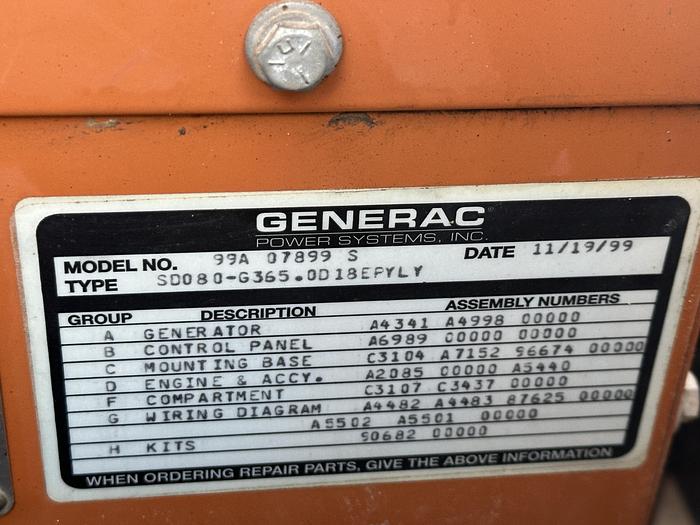 GENERAC
POWER SYSTEMS, INC.
MODEL NO. 99A 07899 S DATE 11/19/99
TYPE SD080-G365.0D18EPYLY
GROUP DESCRIPTION ASSEMBLY NUMBERS
A GENERATOR A4341 A4998 00000
B CONTROL PANEL A6989 00000 00000
C MOUNTING BASE C3104 A7152 96674 00000
D ENGINE & ACCY. A2085 00000 A5440
F COMPARTMENT C3107 C3437 00000
G WIRING DIAGRAM A4482 A4483 87625 00000
A5502 A5501 00000
H KITS 90682 00000
WHEN ORDERING REPAIR PARTS, GIVE THE ABOVE INFORMATION